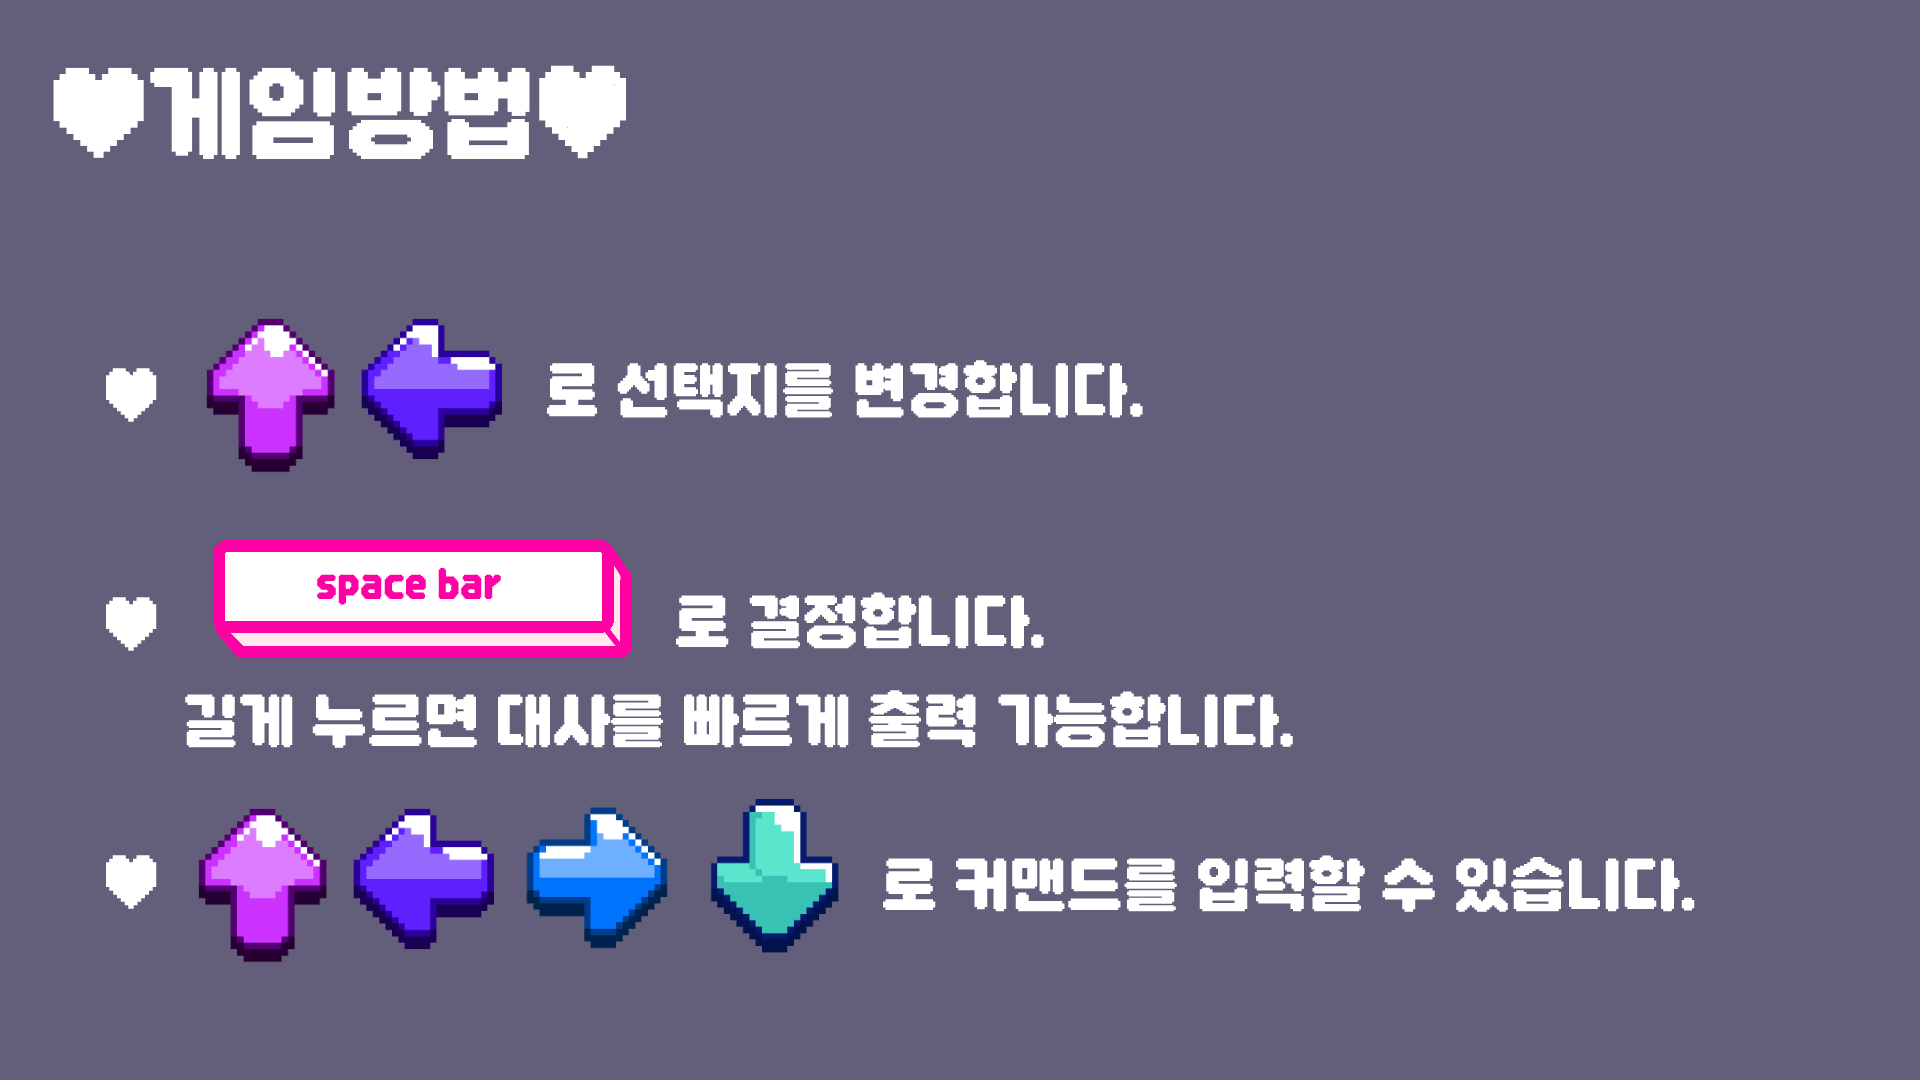 ♥게임방법♥
로 선택지를 변경합니다.
space bar
로 결정합니다.
길게 누르면 대사를 빠르게 출력 가능합니다.
로 커맨드를 입력할 수 있습니다.